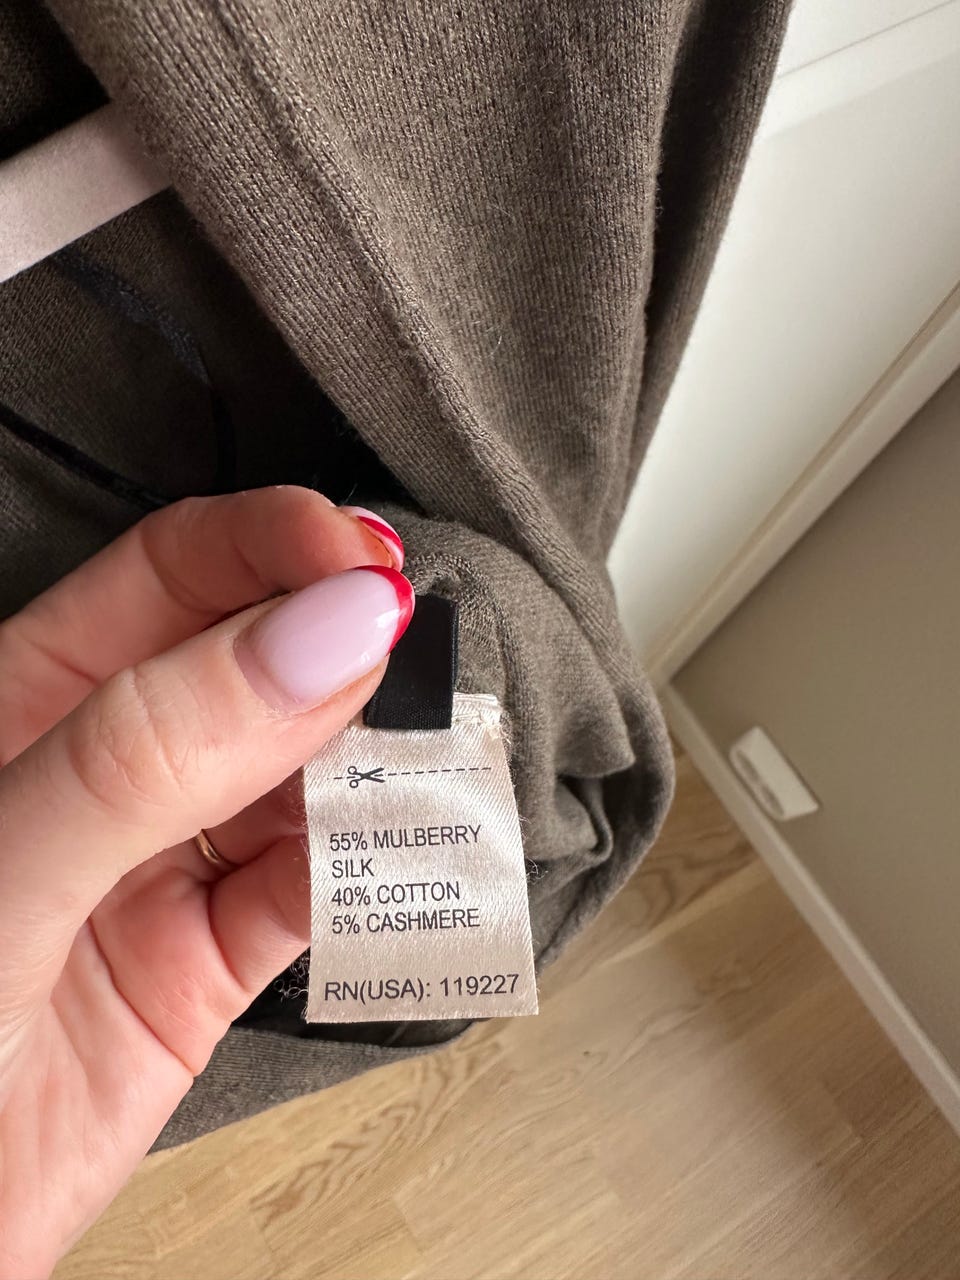 55% MULBERRY
SILK
40% COTTON
5% CASHMERE
RN(USA): 119227